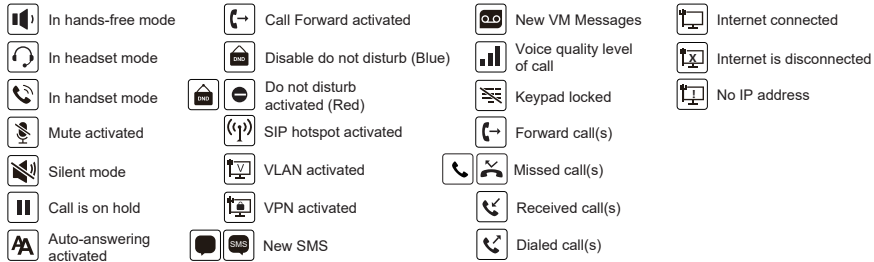 In hands-free mode
In headset mode
In handset mode
Mute activated
Silent mode
Call is on hold
AA
Auto-answering
activated
Call Forward activated
DND
Disable do not disturb (Blue)
DND
Do not disturb
activated (Red)
SIP hotspot activated
V
VLAN activated
VPN activated
SMS
New SMS
New VM Messages
Voice quality level
of call
Keypad locked
Forward call(s)
Missed call(s)
Received call(s)
Dialed call(s)
Internet connected
X
Internet is disconnected
!
No IP address